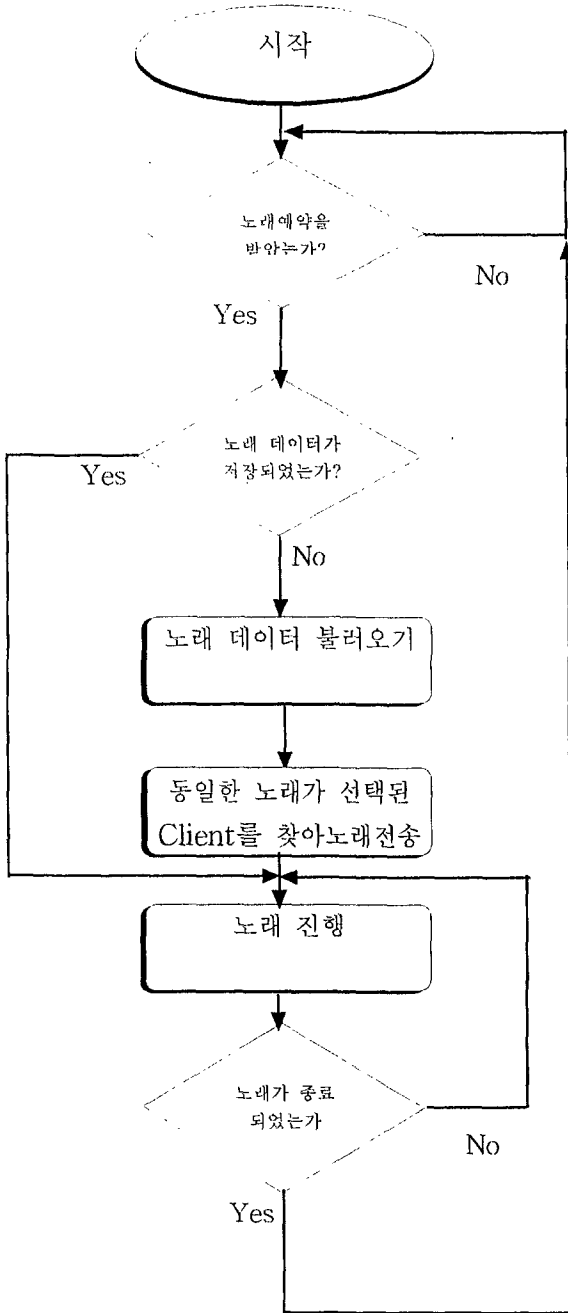 시작
노래예약을
받았는가?
No
Yes
노래 데이터가
저장되었는가?
Yes
No
노래 데이터 불러오기
동일한 노래가 선택된
Client를 찾아노래전송
노래 진행
노래가 종료
되었는가
No
Yes